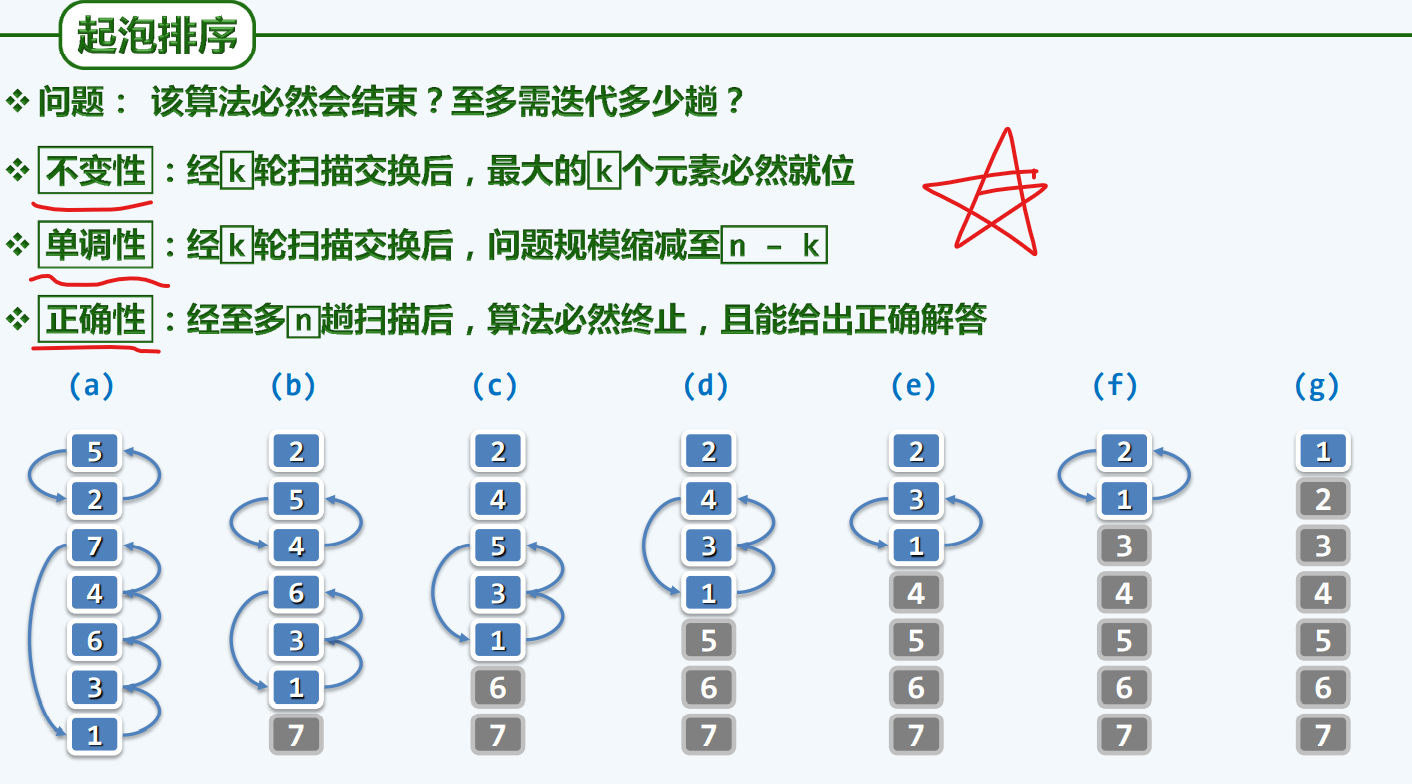 起泡排序
问题： 该算法必然会结束？至多需迭代多少趟？
不变性：经k轮扫描交换后，最大的k个元素必然就位
单调性：经k轮扫描交换后，问题规模缩减至n - k
正确性：经至多n趟扫描后，算法必然终止，且能给出正确解答
(a) (b) (c) (d) (e) (f) (g)
5 2 2 2 2 2 1
2 5 4 4 3 1 2
7 4 5 3 1 3 3
4 6 3 1 4 4 4
6 3 1 5 5 5 5
3 1 6 6 6 6 6
1 7 7 7 7 7 7